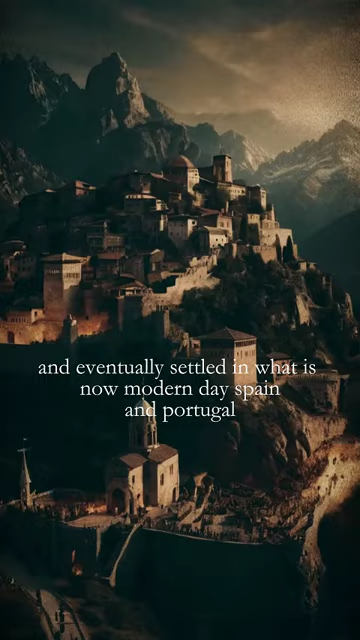 and eventually settled in what is
now modern day spain
and portugal